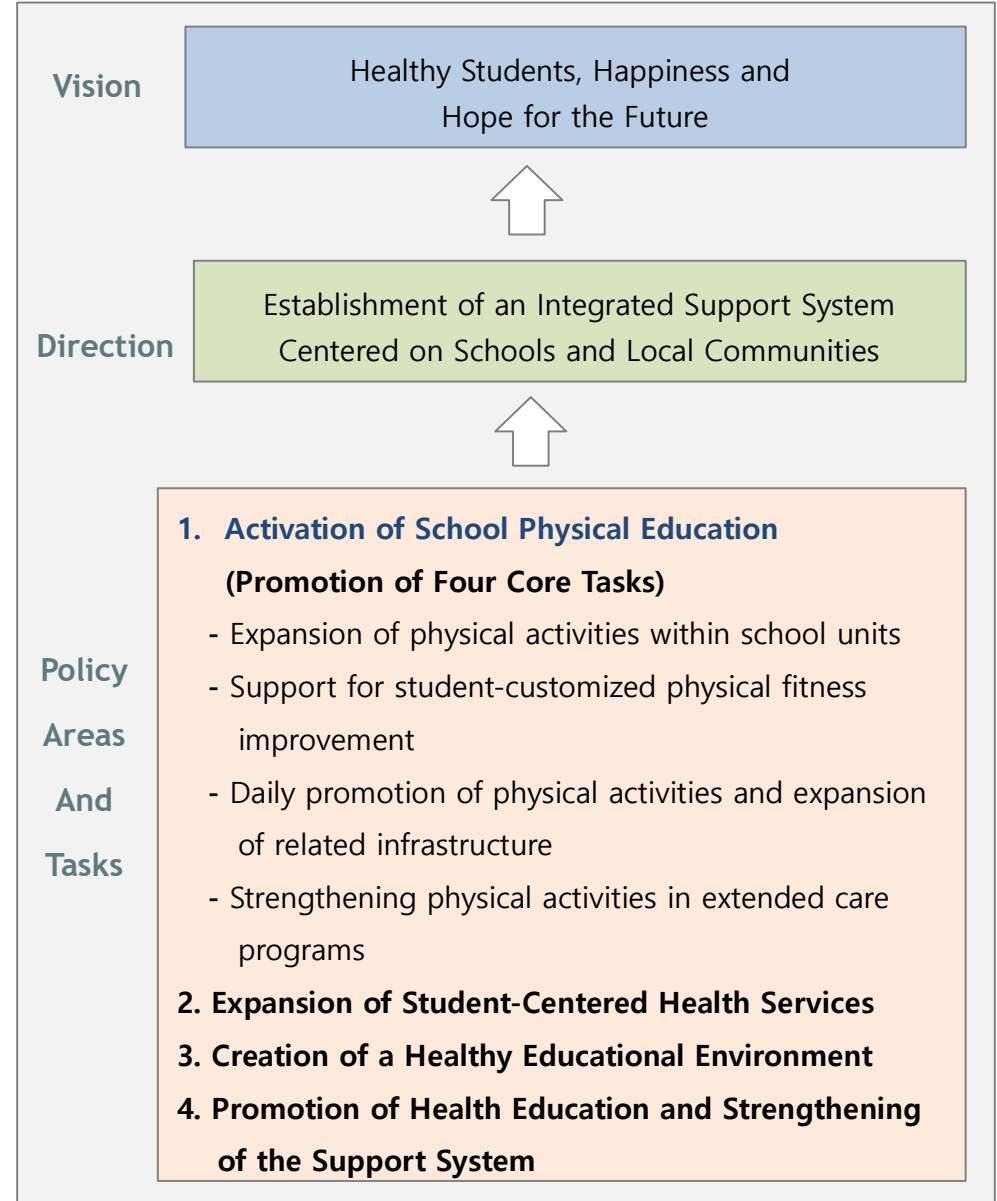 Vision
Healthy Students, Happiness and
Hope for the Future
Direction
Establishment of an Integrated Support System
Centered on Schools and Local Communities
Policy
Areas
And
Tasks
1. Activation of School Physical Education
(Promotion of Four Core Tasks)
- Expansion of physical activities within school units
- Support for student-customized physical fitness
improvement
- Daily promotion of physical activities and expansion
of related infrastructure
- Strengthening physical activities in extended care
programs
2. Expansion of Student-Centered Health Services
3. Creation of a Healthy Educational Environment
4. Promotion of Health Education and Strengthening
of the Support System